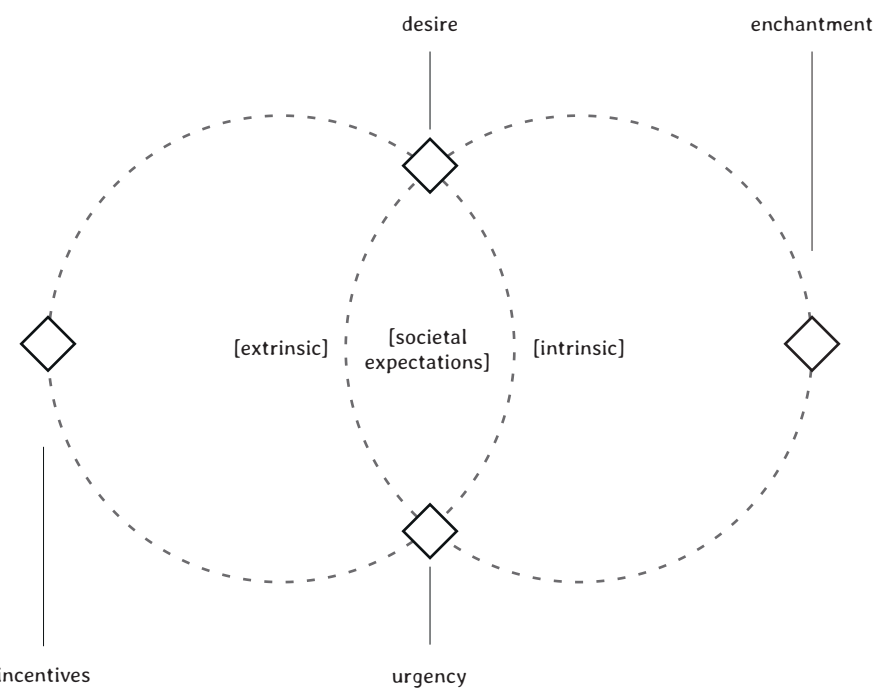 desire
enchantment
[extrinsic]
[societal
expectations]
[intrinsic]
incentives
urgency